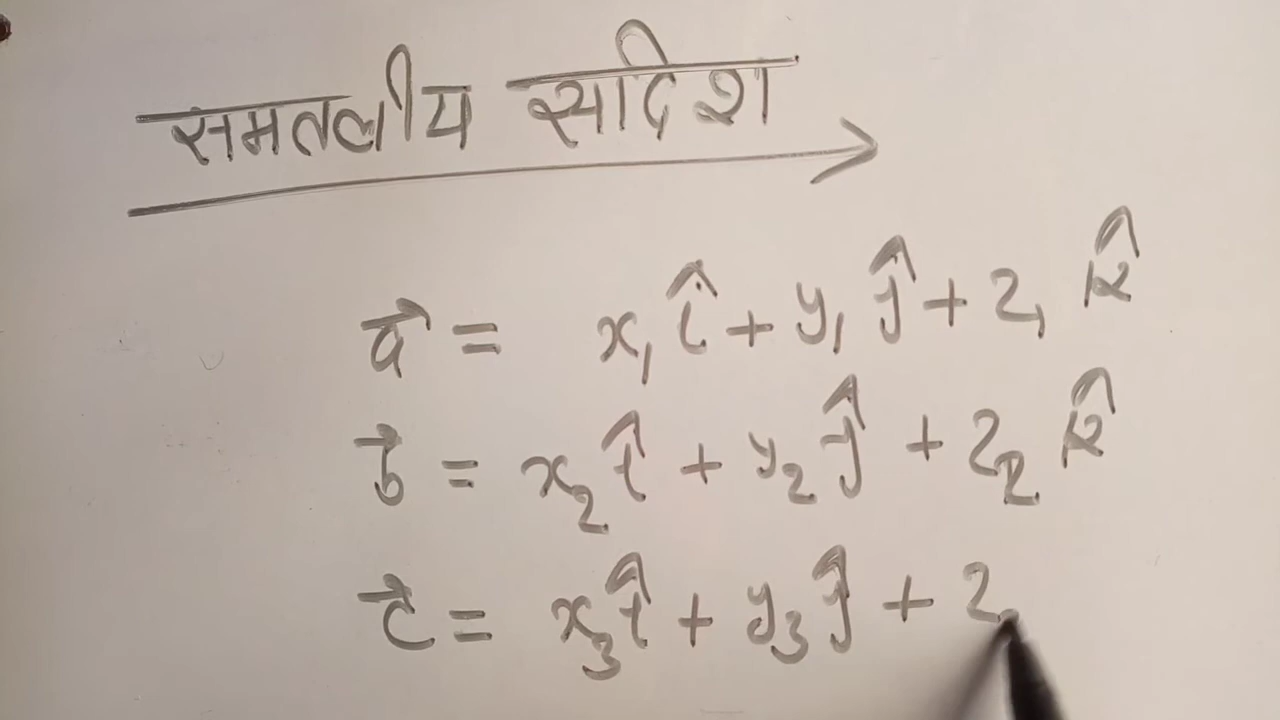 समतलीय सदिश
a⃗ = x₁î + y₁ĵ + z₁k̂
b⃗ = x₂î + y₂ĵ + z₂k̂
c⃗ = x₃î + y₃ĵ + z